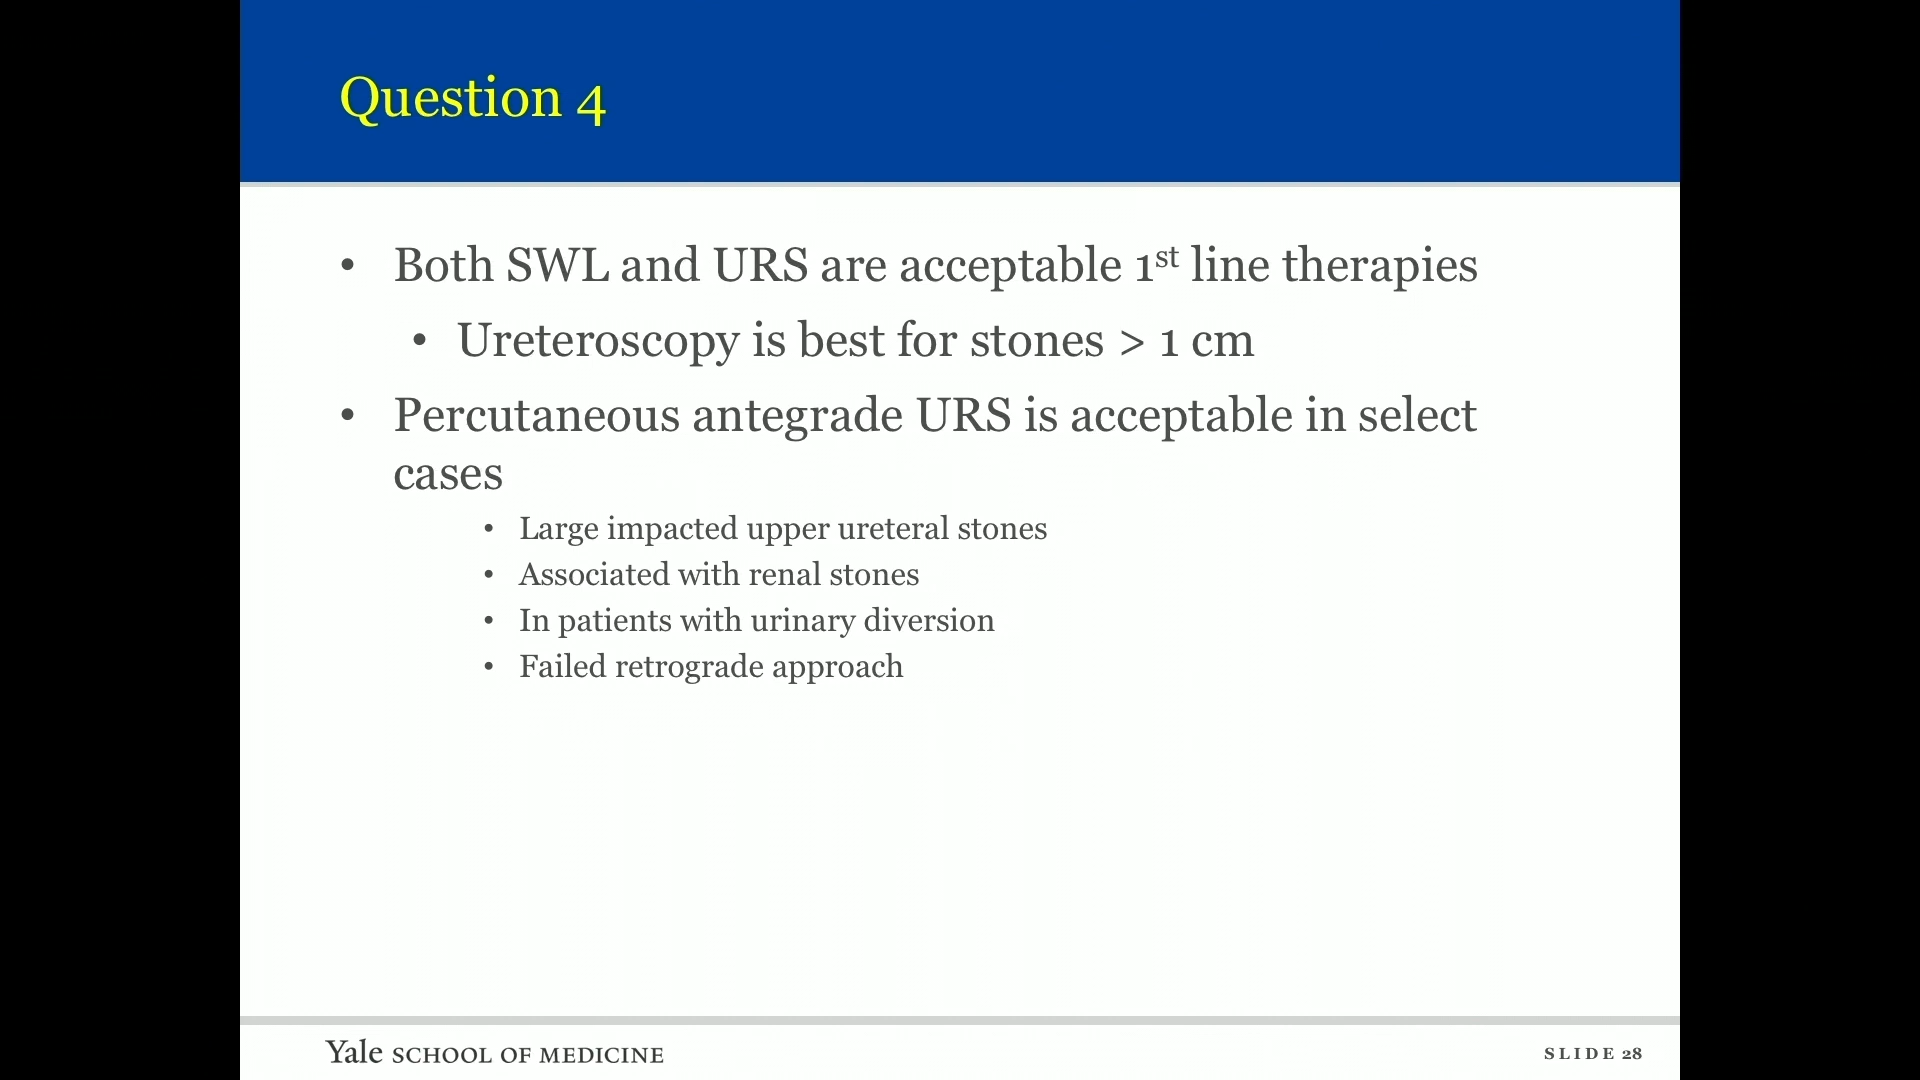 Question 4
• Both SWL and URS are acceptable 1st line therapies
• Ureteroscopy is best for stones > 1 cm
• Percutaneous antegrade URS is acceptable in select
cases
• Large impacted upper ureteral stones
• Associated with renal stones
• In patients with urinary diversion
• Failed retrograde approach
Yale SCHOOL OF MEDICINE
SLIDE 28